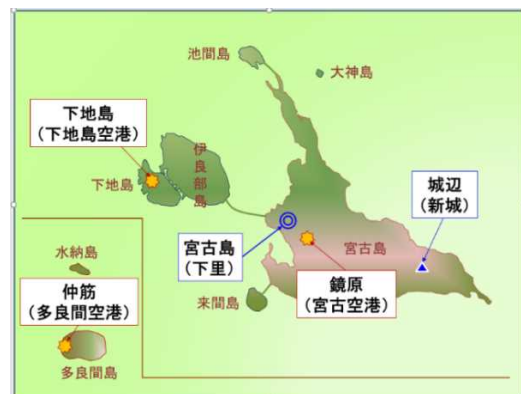 池間島
大神島
下地島
(下地島空港)
伊良部島
下地島
城辺
(新城)
水納島
宮古島
(下里)
宮古島
鏡原
(宮古空港)
仲筋
(多良間空港)
来間島
多良間島